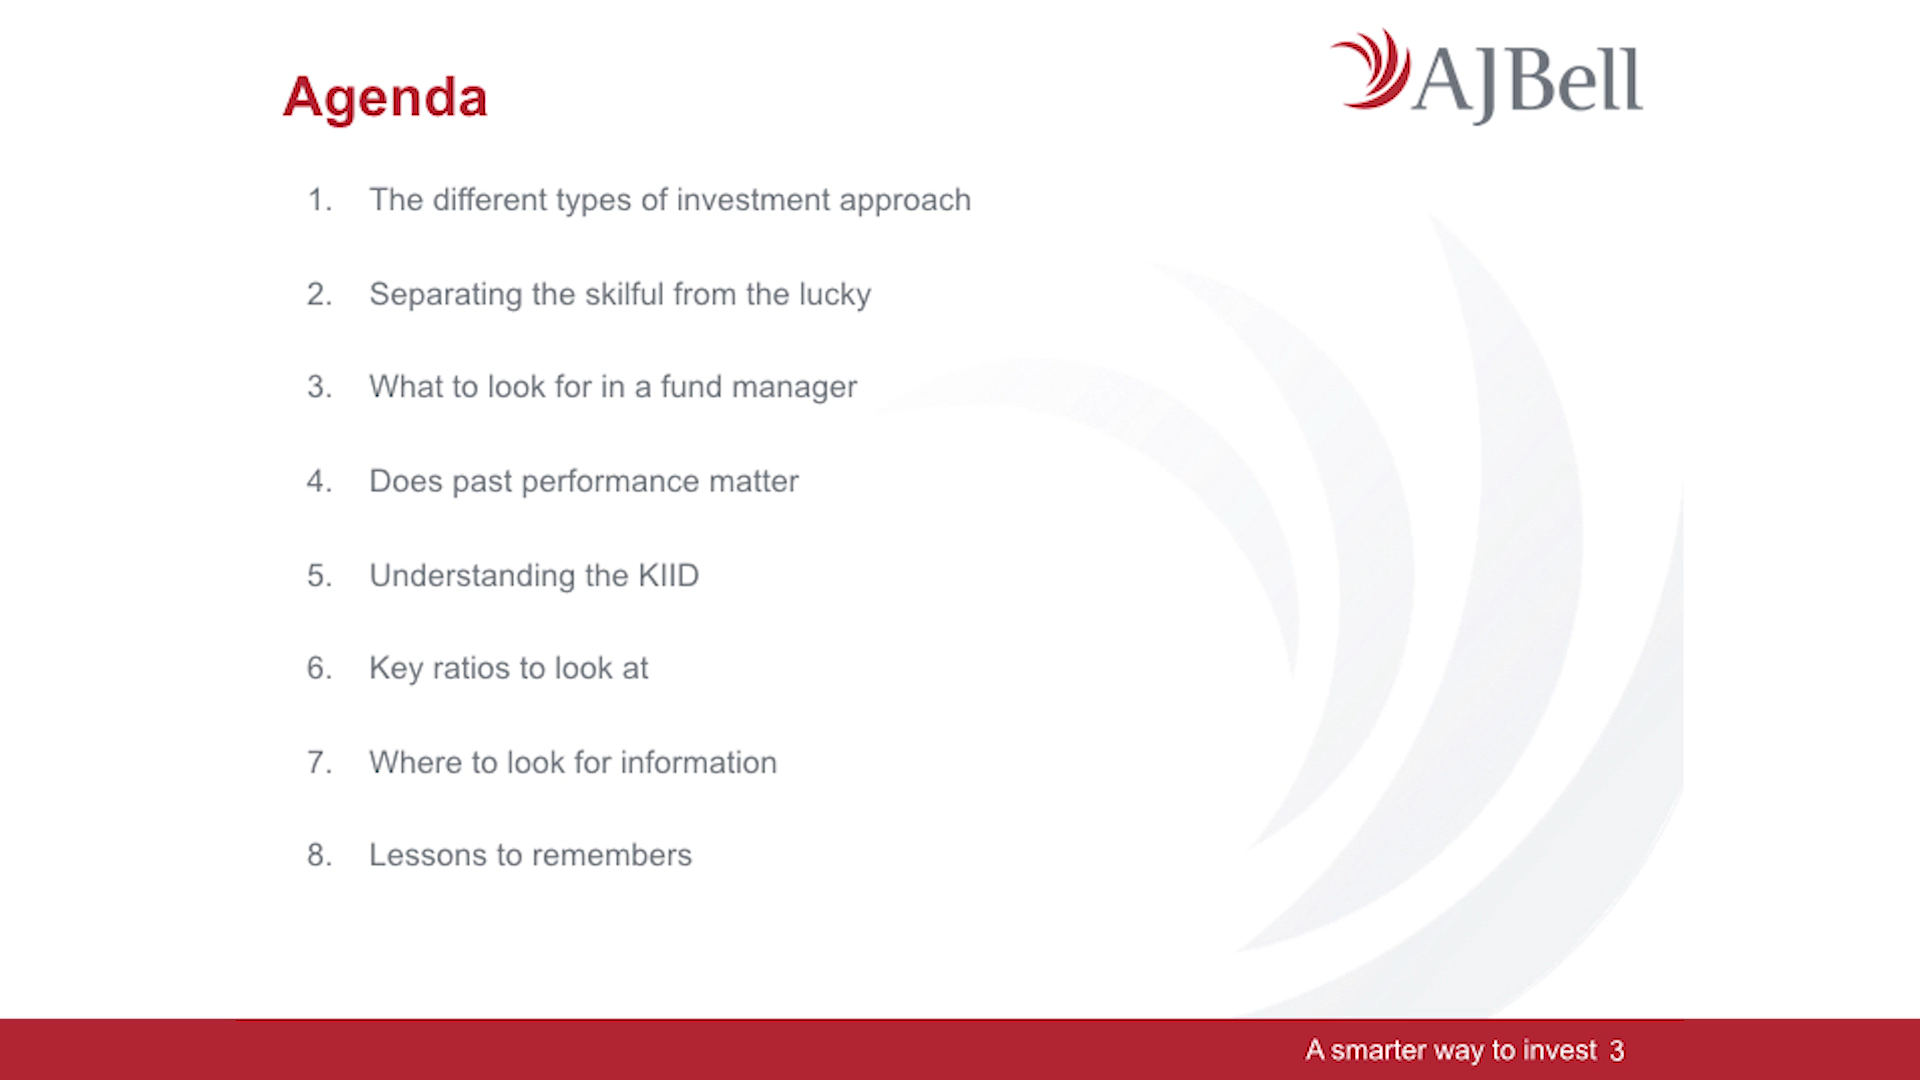 AJBell
Agenda
1. The different types of investment approach
2. Separating the skilful from the lucky
3. What to look for in a fund manager
4. Does past performance matter
5. Understanding the KIID
6. Key ratios to look at
7. Where to look for information
8. Lessons to remembers
A smarter way to invest 3